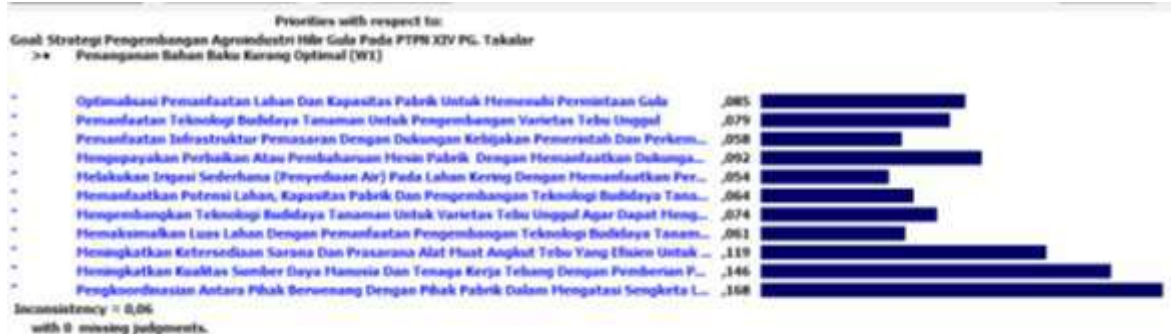 Priorities with respect to:
Goal: Strategi Pengembangan Agroindustri Hilir Gula Pada PTPN XIV PG. Takalar
>• Penanganan Bahan Baku Kurang Optimal (W1)
Optimalisasi Pemanfaatan Lahan Dan Kapasitas Pabrik Untuk Memenuhi Permintaan Gula ,085
Pemanfaatan Teknologi Budidaya Tanaman Untuk Pengembangan Varietas Tebu Unggul ,079
Pemanfaatan Infrastruktur Pemasaran Dengan Dukungan Kebijakan Pemerintah Dan Perkem... ,058
Mengupayakan Perbaikan Atau Pembaharuan Mesin Pabrik Dengan Memanfaatkan Dukunga... ,092
Melakukan Irigasi Sederhana (Penyediaan Air) Pada Lahan Kering Dengan Memanfaatkan Per... ,054
Memanfaatkan Potensi Lahan, Kapasitas Pabrik Dan Pengembangan Teknologi Budidaya Tana... ,064
Mengembangkan Teknologi Budidaya Tanaman Untuk Varietas Tebu Unggul Agar Dapat Meng... ,074
Memaksimalkan Luas Lahan Dengan Pemanfaatan Pengembangan Teknologi Budidaya Tanam... ,061
Meningkatkan Ketersediaan Sarana Dan Prasarana Alat Muat Angkut Tebu Yang Efisien Untuk ... ,119
Meningkatkan Kualitas Sumber Daya Manusia Dan Tenaga Kerja Tebang Dengan Pemberian P... ,146
Pengkoordinasian Antara Pihak Berwenang Dengan Pihak Pabrik Dalam Mengatasi Sengketa L... ,168
Inconsistency = 0,06
with 0 missing judgments.